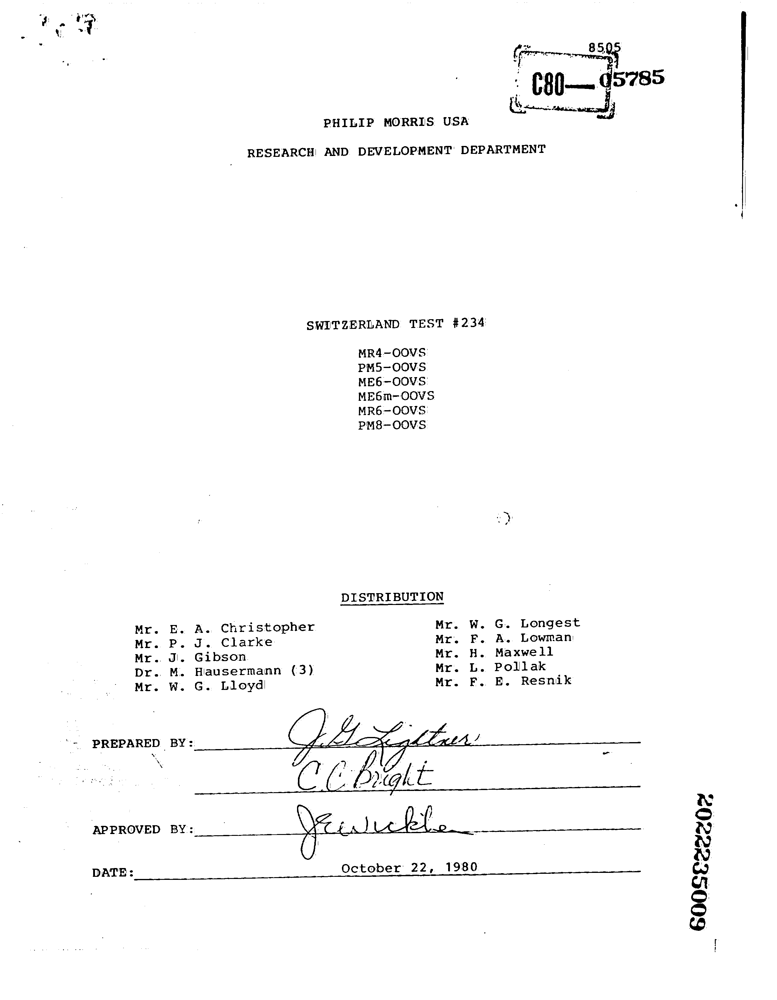 8505
C80— 05785
PHILIP MORRIS USA
RESEARCH AND DEVELOPMENT DEPARTMENT
SWITZERLAND TEST #234
MR4-OOVS
PM5-OOVS
ME6-OOVS
ME6m-OOVS
MR6-OOVS
PM8-OOVS
DISTRIBUTION
Mr. E. A. Christopher
Mr. P. J. Clarke
Mr. J. Gibson
Dr. M. Hausermann (3)
Mr. W. G. Lloyd
Mr. W. G. Longest
Mr. F. A. Lowman
Mr. H. Maxwell
Mr. L. Pollak
Mr. F. E. Resnik
PREPARED BY: J. G. Lightner
C. C. Bright
APPROVED BY:
DATE: October 22, 1980
2022235009